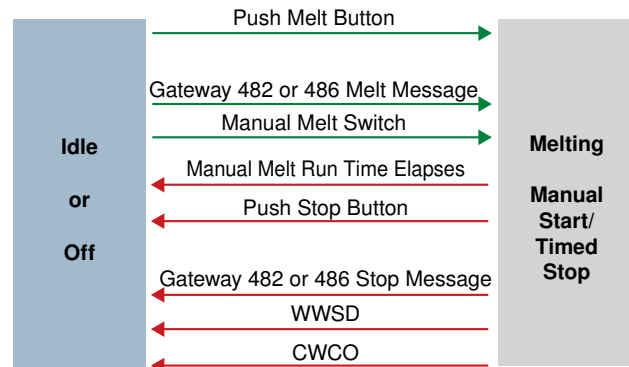 Push Melt Button
Gateway 482 or 486 Melt Message
Manual Melt Switch
Manual Melt Run Time Elapses
Push Stop Button
Gateway 482 or 486 Stop Message
WWSD
CWCO
Idle
or
Off
Melting
Manual
Start/
Timed
Stop